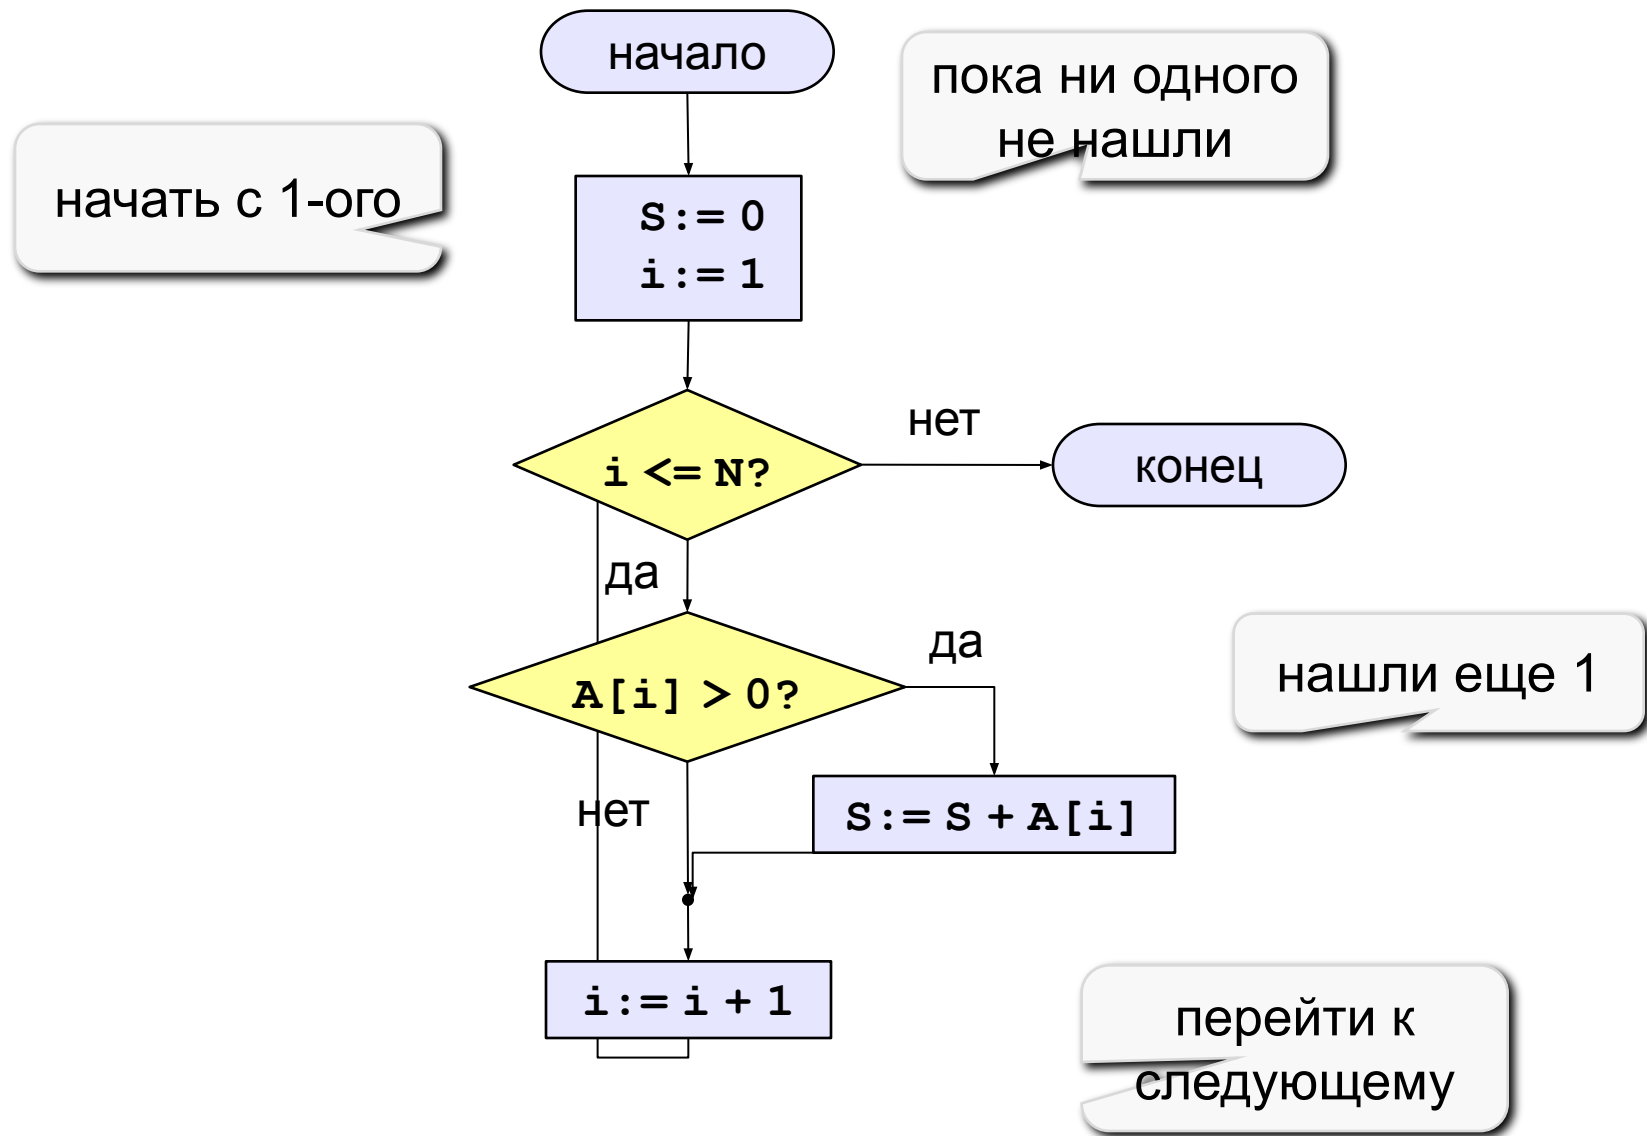 начало
пока ни одного
не нашли
начать с 1-ого
S:= 0
i:= 1
нет
i <= N?
конец
да
да
A[i] > 0?
нашли еще 1
нет
S:= S + A[i]
i:= i + 1
перейти к
следующему